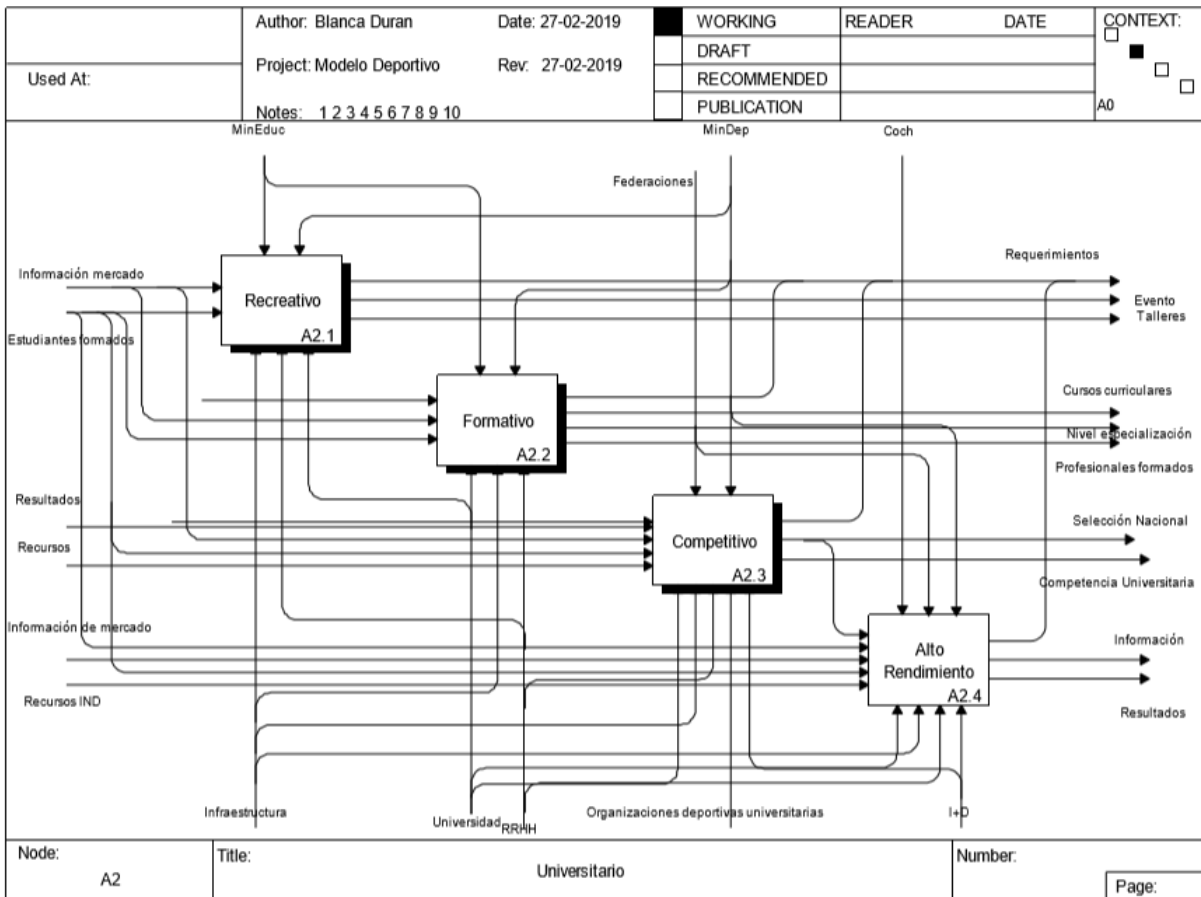 Used At:
Author: Blanca Duran Date: 27-02-2019
Project: Modelo Deportivo Rev: 27-02-2019
Notes: 1 2 3 4 5 6 7 8 9 10
WORKING
DRAFT
RECOMMENDED
PUBLICATION
READER DATE
CONTEXT:
A0
MinEduc
MinDep
Coch
Federaciones
Información mercado
Estudiantes formados
Recreativo
A2.1
Requerimientos
Evento
Talleres
Formativo
A2.2
Cursos curriculares
Nivel especialización
Profesionales formados
Resultados
Recursos
Competitivo
A2.3
Selección Nacional
Competencia Universitaria
Información de mercado
Recursos IND
Alto
Rendimiento
A2.4
Información
Resultados
Infraestructura
Universidad
RRHH
Organizaciones deportivas universitarias
I+D
Node:
A2
Title:
Universitario
Number:
Page: